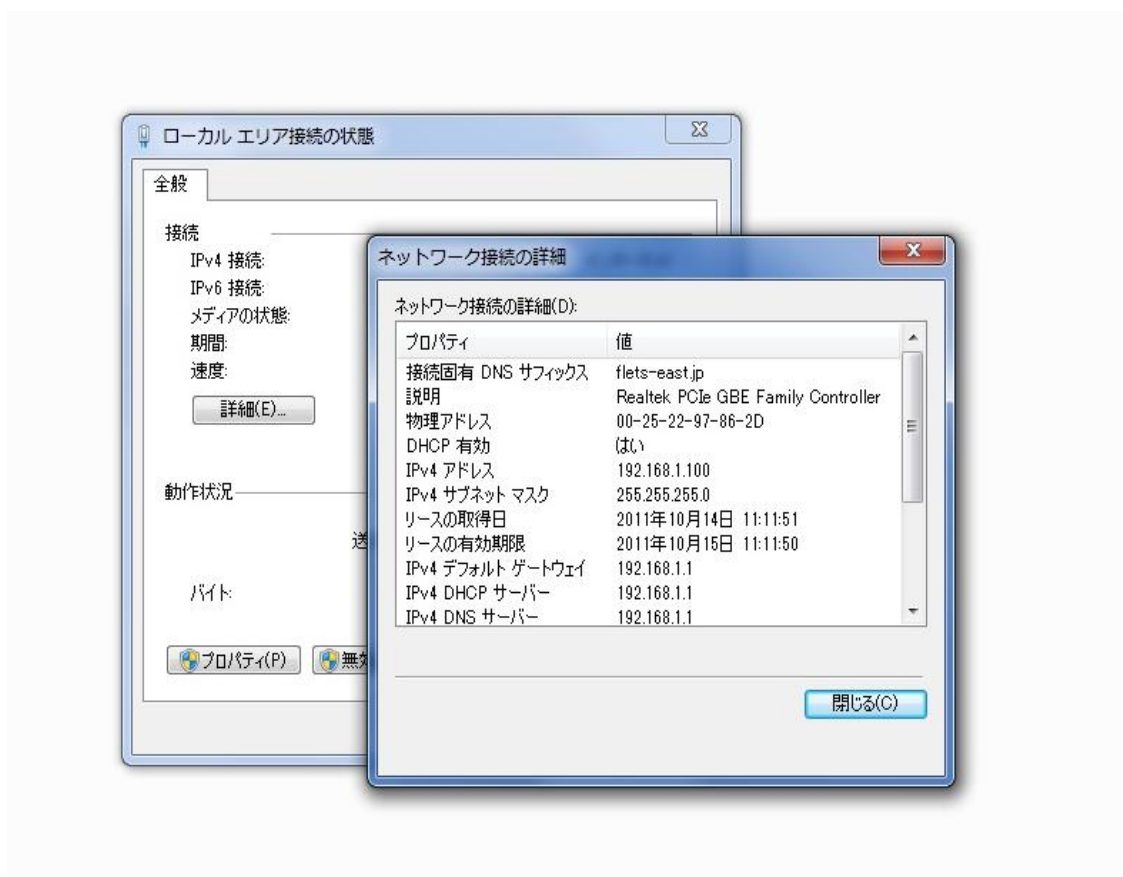 ローカル エリア接続の状態
全般
接続
IPv4 接続:
IPv6 接続:
メディアの状態:
期間:
速度:
詳細(E)...
動作状況
送
バイト:
プロパティ(P)
無効
ネットワーク接続の詳細
ネットワーク接続の詳細(D):
プロパティ 値
接続固有 DNS サフィックス flets-east.jp
説明 Realtek PCIe GBE Family Controller
物理アドレス 00-25-22-97-86-2D
DHCP 有効 はい
IPv4 アドレス 192.168.1.100
IPv4 サブネット マスク 255.255.255.0
リースの取得日 2011年10月14日 11:11:51
リースの有効期限 2011年10月15日 11:11:50
IPv4 デフォルト ゲートウェイ 192.168.1.1
IPv4 DHCP サーバー 192.168.1.1
IPv4 DNS サーバー 192.168.1.1
閉じる(C)